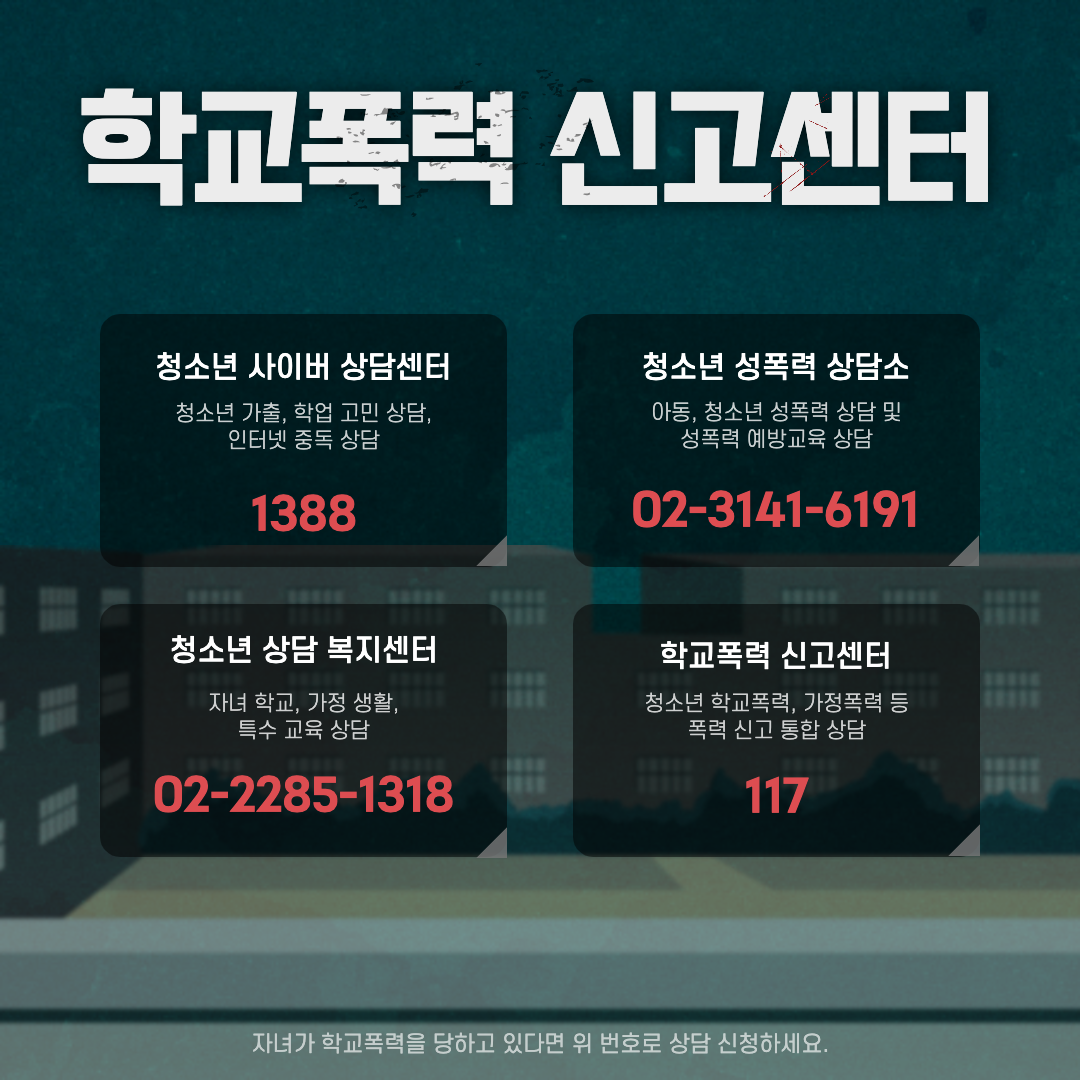 학교폭력 신고센터
청소년 사이버 상담센터
청소년 가출, 학업 고민 상담,
인터넷 중독 상담
1388
청소년 성폭력 상담소
아동, 청소년 성폭력 상담 및
성폭력 예방교육 상담
02-3141-6191
청소년 상담 복지센터
자녀 학교, 가정 생활,
특수 교육 상담
02-2285-1318
학교폭력 신고센터
청소년 학교폭력, 가정폭력 등
폭력 신고 통합 상담
117
자녀가 학교폭력을 당하고 있다면 위 번호로 상담 신청하세요.